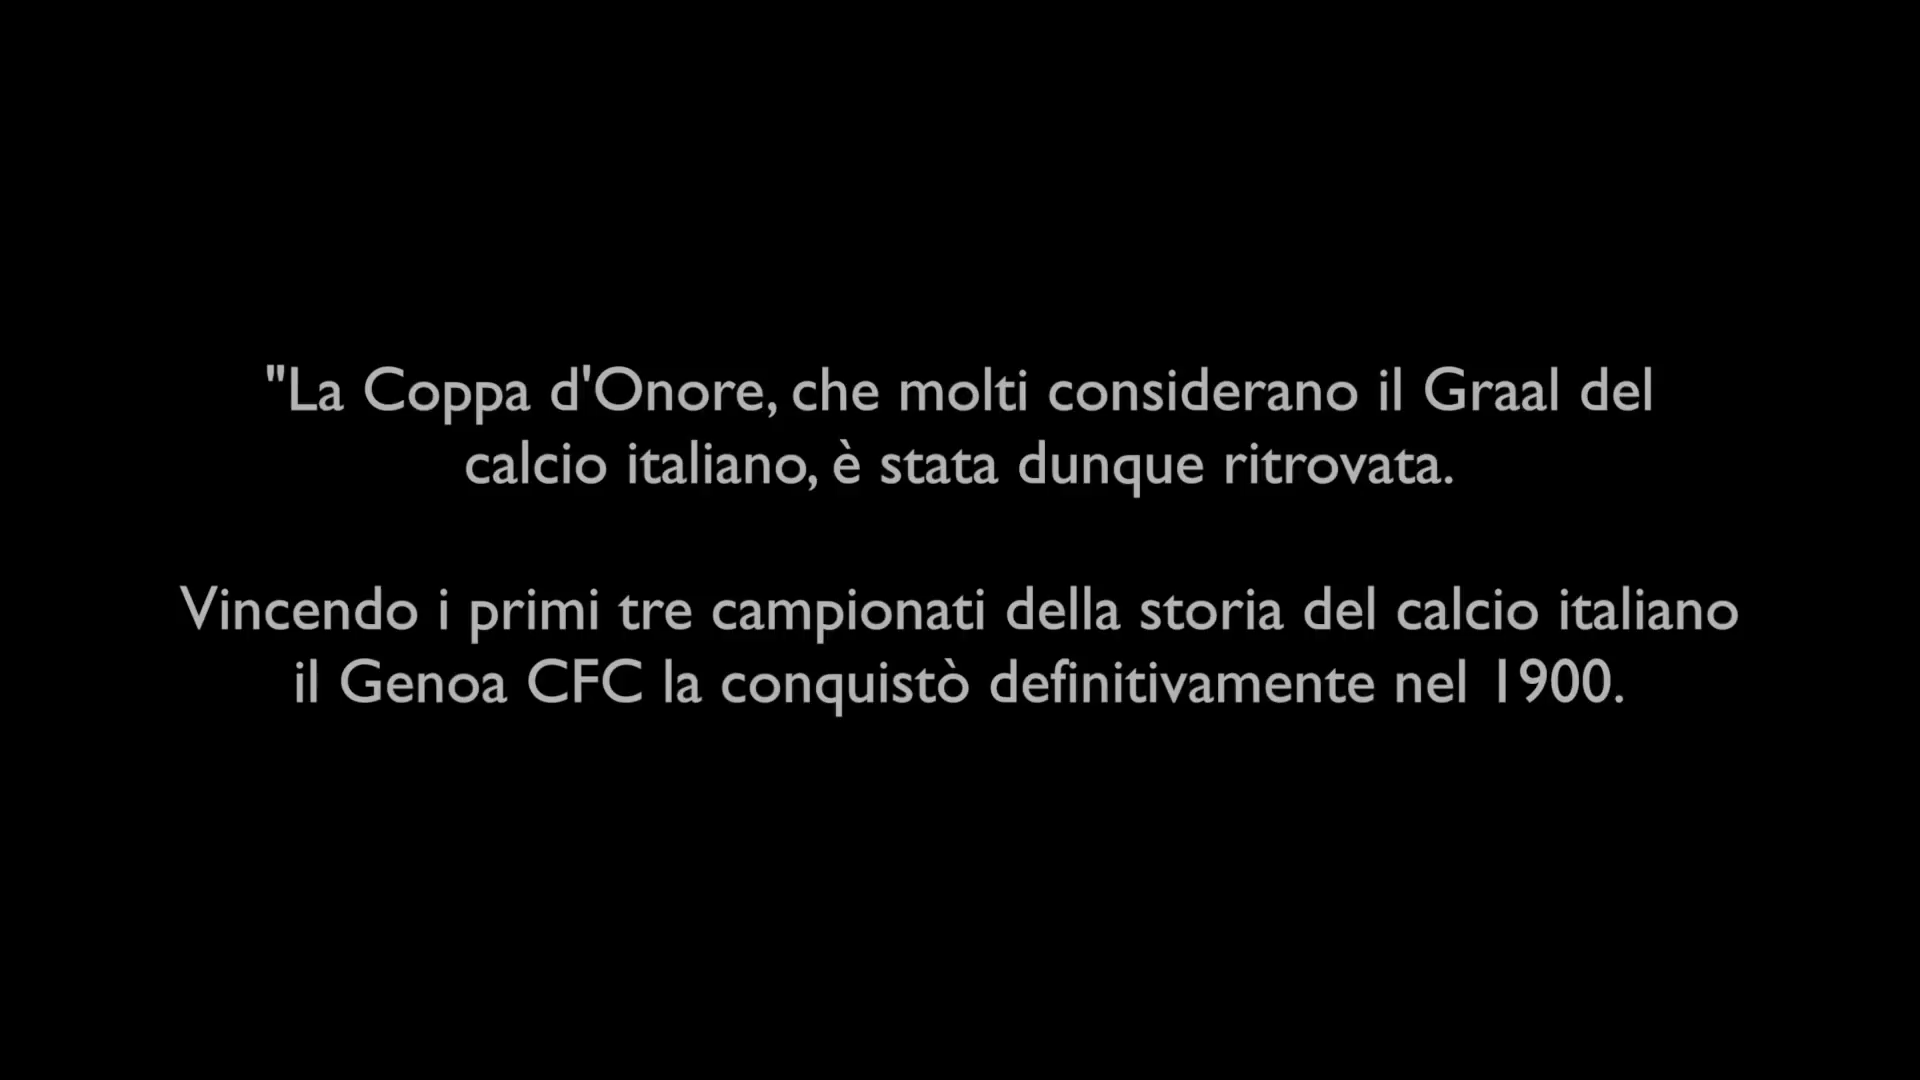 "La Coppa d'Onore, che molti considerano il Graal del
calcio italiano, è stata dunque ritrovata.
Vincendo i primi tre campionati della storia del calcio italiano
il Genoa CFC la conquistò definitivamente nel 1900.